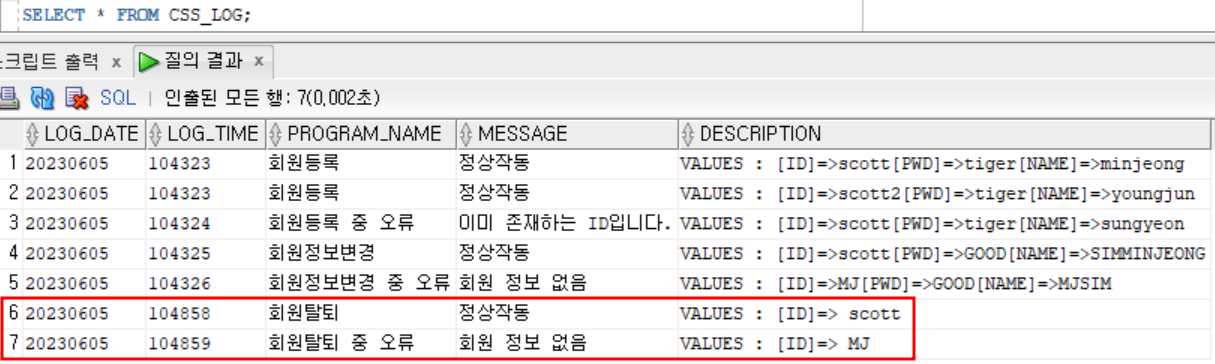 SELECT * FROM CSS_LOG;
스크립트 출력 x 질의 결과 x
SQL | 인출된 모든 행: 7(0,002초)
LOG_DATE LOG_TIME PROGRAM_NAME MESSAGE DESCRIPTION
1 20230605 104323 회원등록 정상작동 VALUES : [ID]=>scott[PWD]=>tiger[NAME]=>minjeong
2 20230605 104323 회원등록 정상작동 VALUES : [ID]=>scott2[PWD]=>tiger[NAME]=>youngjun
3 20230605 104324 회원등록 중 오류 이미 존재하는 ID입니다. VALUES : [ID]=>scott[PWD]=>tiger[NAME]=>sungyeon
4 20230605 104325 회원정보변경 정상작동 VALUES : [ID]=>scott[PWD]=>GOOD[NAME]=>SIMMINJEONG
5 20230605 104326 회원정보변경 중 오류 회원 정보 없음 VALUES : [ID]=>MJ[PWD]=>GOOD[NAME]=>MJSIM
6 20230605 104858 회원탈퇴 정상작동 VALUES : [ID]=> scott
7 20230605 104859 회원탈퇴 중 오류 회원 정보 없음 VALUES : [ID]=> MJ